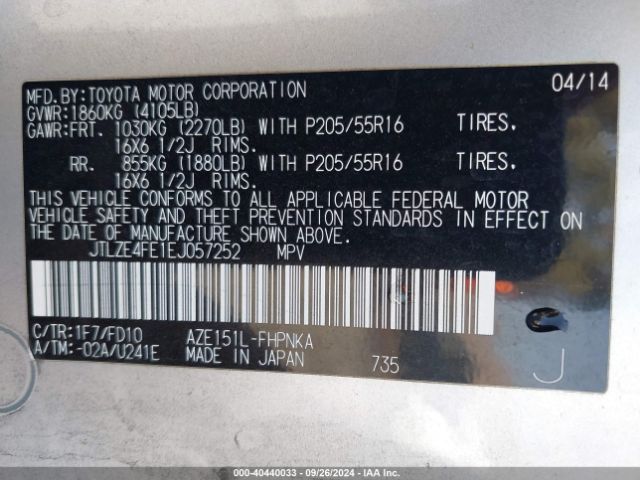 MFD.BY:TOYOTA MOTOR CORPORATION 04/14
GVWR:1860KG (4105LB)
GAWR:FRT. 1030KG (2270LB) WITH P205/55R16 TIRES,
16X6 1/2J RIMS.
RR. 855KG (1880LB) WITH P205/55R16 TIRES,
16X6 1/2J RIMS.
THIS VEHICLE CONFORMS TO ALL APPLICABLE FEDERAL MOTOR
VEHICLE SAFETY AND THEFT PREVENTION STANDARDS IN EFFECT ON
THE DATE OF MANUFACTURE SHOWN ABOVE.
JTLZE4FE1EJ057252 MPV
C/TR:1F7/FD10 AZE151L-FHPNKA
A/TM:-02A/U241E MADE IN JAPAN 735 J
000-40440033 - 09/26/2024 - IAA Inc.